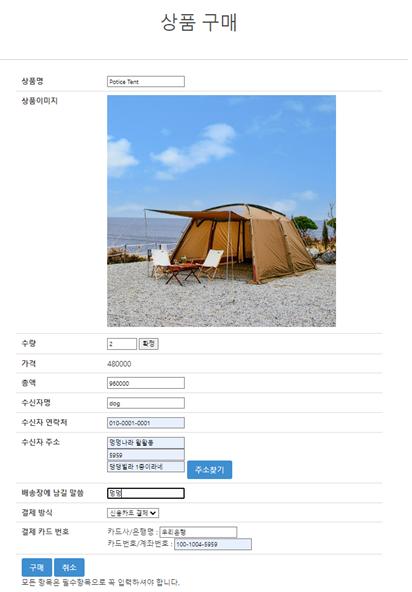 상품 구매
상품명 Potice Tent
상품이미지
수량 2 확정
가격 480000
총액 960000
수신자명 dog
수신자 연락처 010-0001-0001
수신자 주소 멍멍나라 월월동
5959
댕댕빌라 1층이라네 주소찾기
배송장에 남길 말씀 멍멍
결제 방식 신용카드 결제
결제 카드 번호 카드사/은행명 : 우리은행
카드번호/계좌번호 : 100-1004-5959
구매 취소
모든 항목은 필수항목으로 꼭 입력하셔야 합니다.